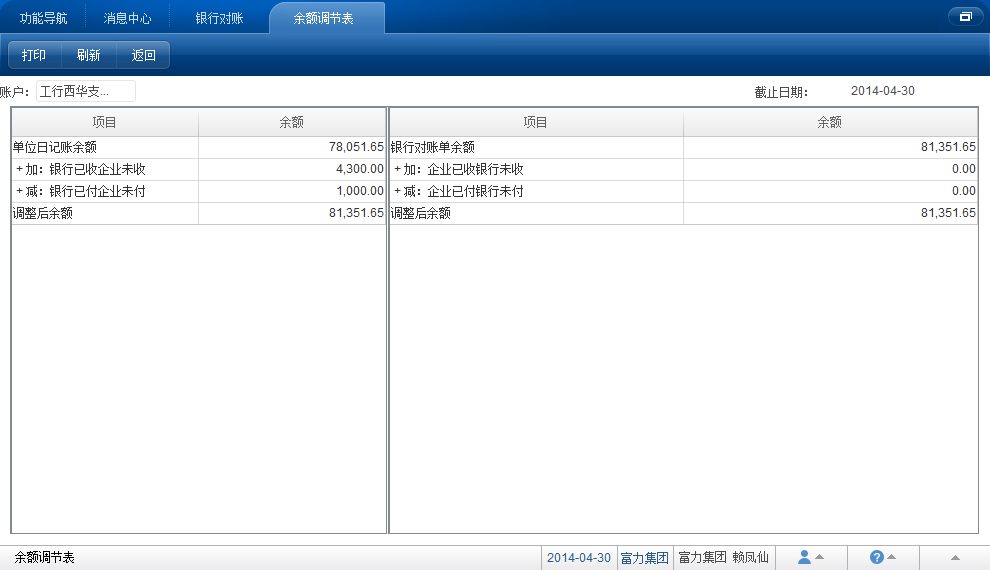 功能导航 消息中心 银行对账 余额调节表
打印 刷新 返回
账户： 工行西华支... 截止日期： 2014-04-30
项目 余额 项目 余额
单位日记账余额 78,051.65 银行对账单余额 81,351.65
+加：银行已收企业未收 4,300.00 +加：企业已收银行未收 0.00
+减：银行已付企业未付 1,000.00 +减：企业已付银行未付 0.00
调整后余额 81,351.65 调整后余额 81,351.65
余额调节表 2014-04-30 富力集团 富力集团 赖凤仙 ?